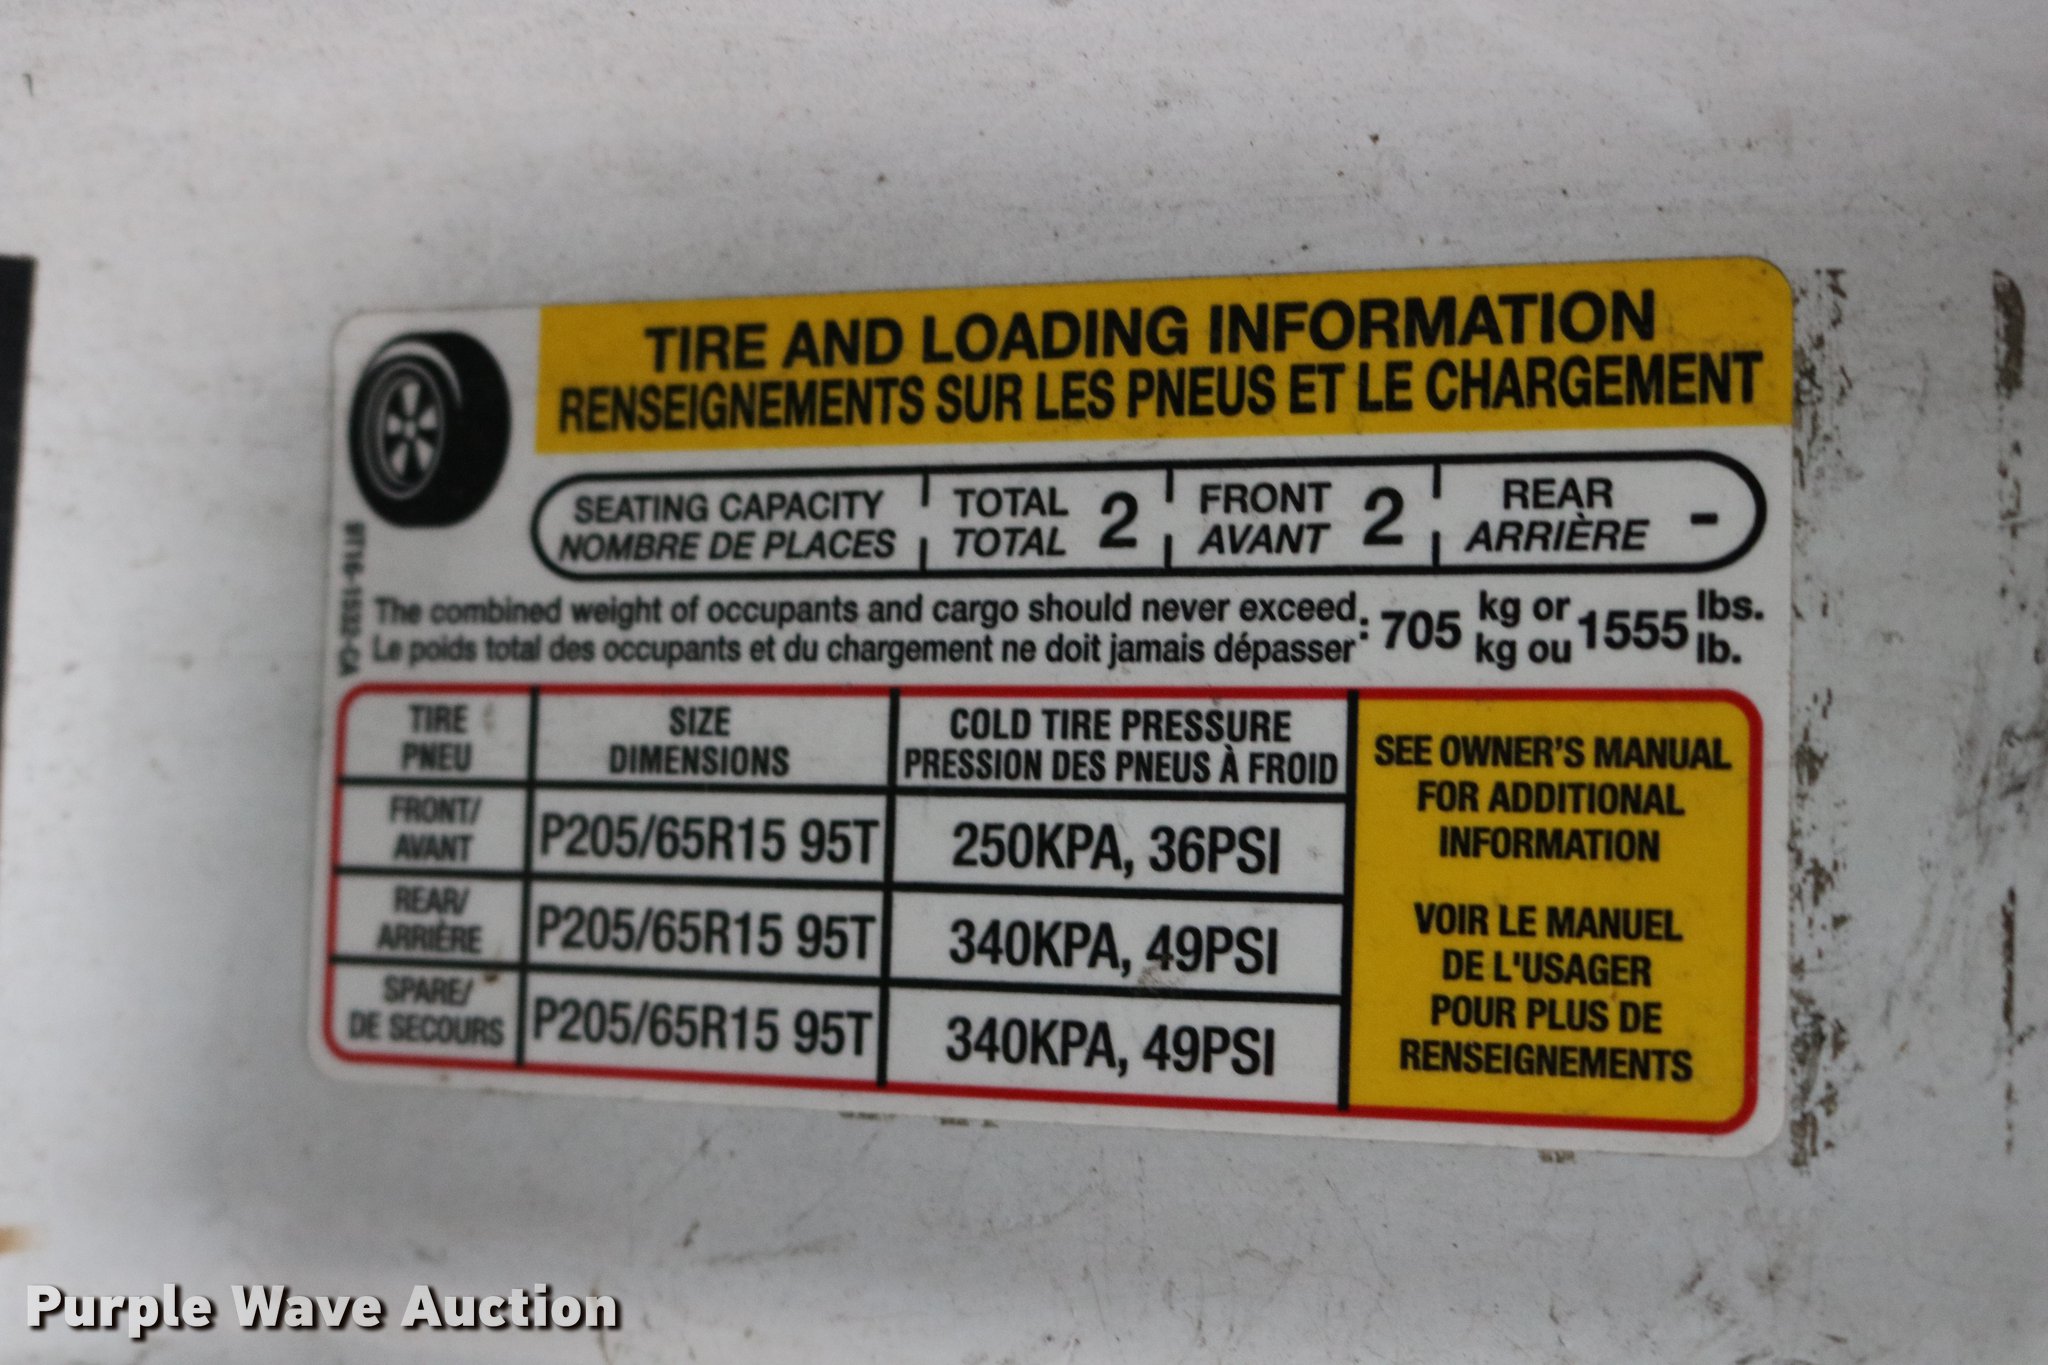 TIRE AND LOADING INFORMATION
RENSEIGNEMENTS SUR LES PNEUS ET LE CHARGEMENT
SEATING CAPACITY TOTAL 2 FRONT 2 REAR -
NOMBRE DE PLACES TOTAL AVANT ARRIÈRE
The combined weight of occupants and cargo should never exceed : 705 kg or 1555 lbs.
Le poids total des occupants et du chargement ne doit jamais dépasser kg ou lb.
TIRE SIZE COLD TIRE PRESSURE
PNEU DIMENSIONS PRESSION DES PNEUS À FROID
FRONT/
AVANT P205/65R15 95T 250KPA, 36PSI
REAR/
ARRIÈRE P205/65R15 95T 340KPA, 49PSI
SPARE/
DE SECOURS P205/65R15 95T 340KPA, 49PSI
SEE OWNER'S MANUAL
FOR ADDITIONAL
INFORMATION
VOIR LE MANUEL
DE L'USAGER
POUR PLUS DE
RENSEIGNEMENTS
Purple Wave Auction